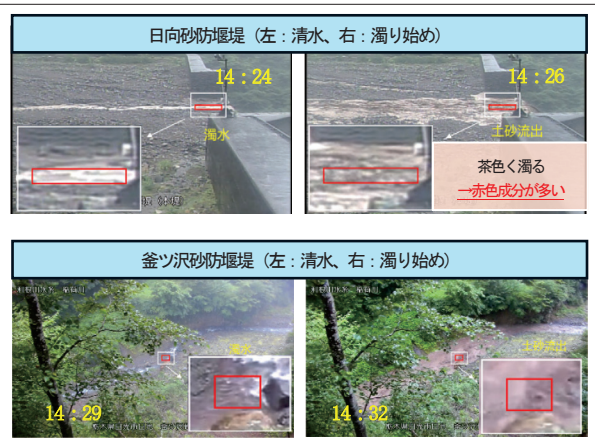 日向砂防堰堤（左：清水、右：濁り始め）
14：24
濁水
14：26
土砂流出
茶色く濁る
→赤色成分が多い
釜ツ沢砂防堰堤（左：清水、右：濁り始め）
濁水
14：29
土砂流出
14：32